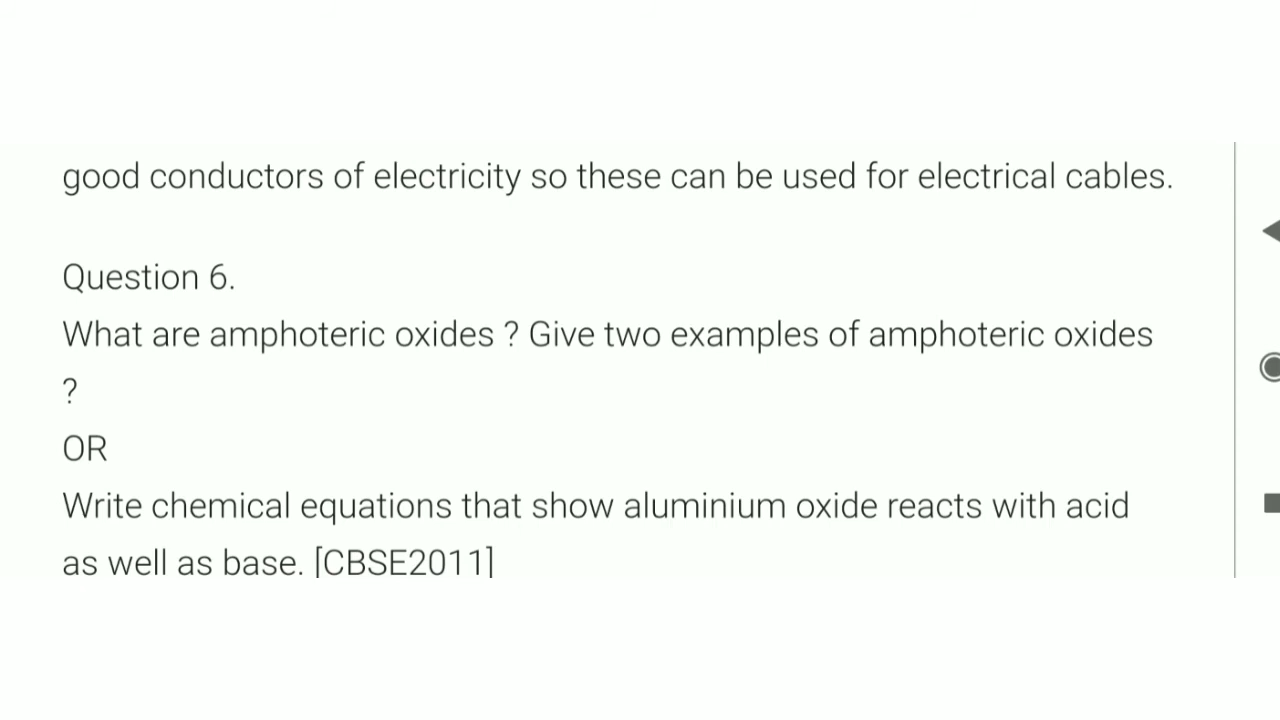 good conductors of electricity so these can be used for electrical cables.
Question 6.
What are amphoteric oxides ? Give two examples of amphoteric oxides
?
OR
Write chemical equations that show aluminium oxide reacts with acid
as well as base. [CBSE2011]